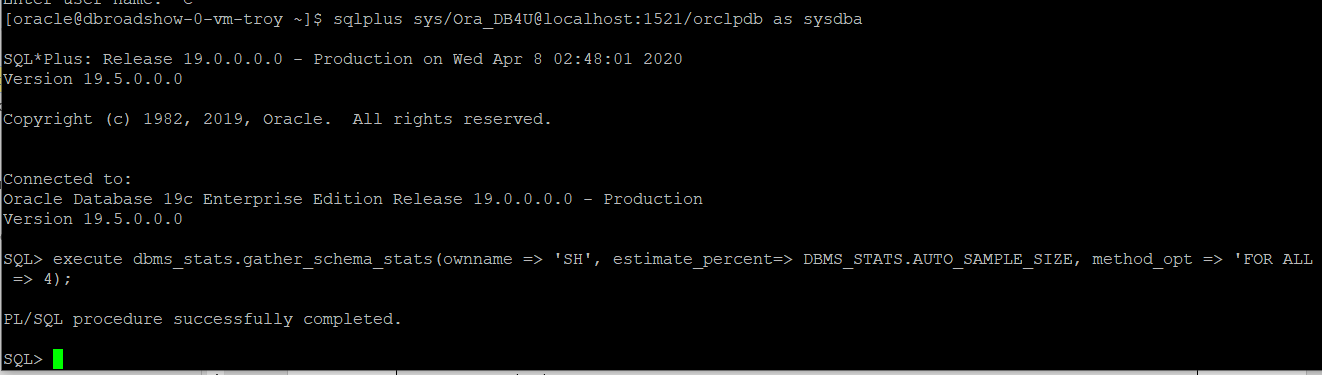 [oracle@dbroadshow-0-vm-troy ~]$ sqlplus sys/Ora_DB4U@localhost:1521/orclpdb as sysdba
SQL*Plus: Release 19.0.0.0.0 - Production on Wed Apr 8 02:48:01 2020
Version 19.5.0.0.0
Copyright (c) 1982, 2019, Oracle.  All rights reserved.
Connected to:
Oracle Database 19c Enterprise Edition Release 19.0.0.0.0 - Production
Version 19.5.0.0.0
SQL> execute dbms_stats.gather_schema_stats(ownname => 'SH', estimate_percent=> DBMS_STATS.AUTO_SAMPLE_SIZE, method_opt => 'FOR ALL
=> 4);
PL/SQL procedure successfully completed.
SQL>